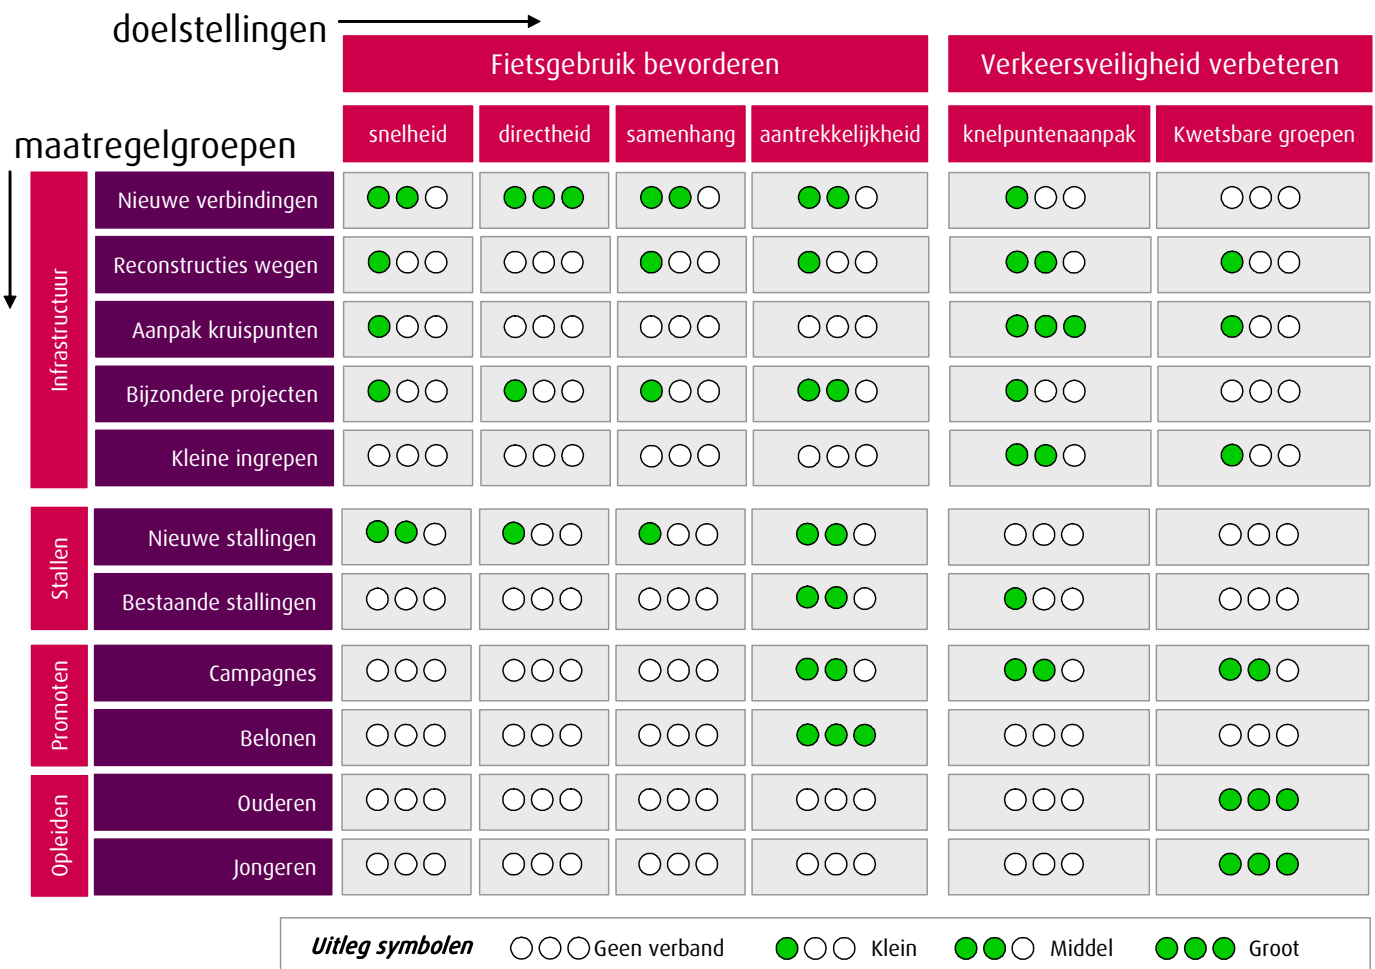 doelstellingen
Fietsgebruik bevorderen Verkeersveiligheid verbeteren
maatregelgroepen
snelheid directheid samenhang aantrekkelijkheid knelpuntenaanpak Kwetsbare groepen
Infrastructuur
Nieuwe verbindingen
Reconstructies wegen
Aanpak kruispunten
Bijzondere projecten
Kleine ingrepen
Stallen
Nieuwe stallingen
Bestaande stallingen
Promoten
Campagnes
Belonen
Opleiden
Ouderen
Jongeren
Uitleg symbolen Geen verband Klein Middel Groot